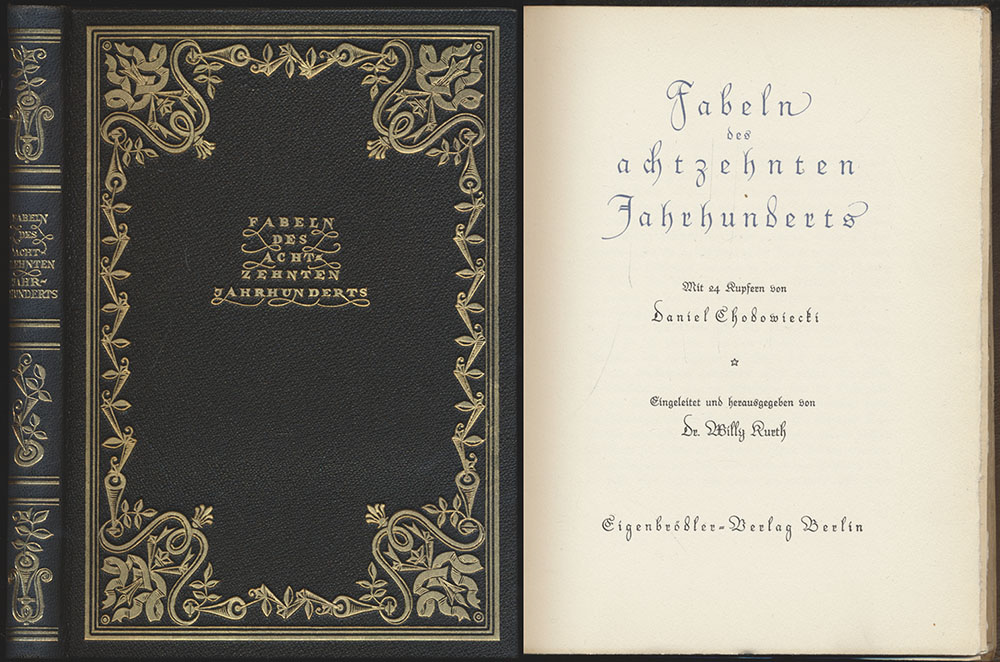 FABELN
DES
ACHT-
ZEHNTEN
JAHR-
HUNDERTS
FABELN
DES
ACHT-
ZEHNTEN
JAHRHUNDERTS
Fabeln
des
achtzehnten
Jahrhunderts
Mit 24 Kupfern von
Daniel Chodowiecki
Eingeleitet und herausgegeben von
Dr. Willy Kurth
Eigenbrödler-Verlag Berlin